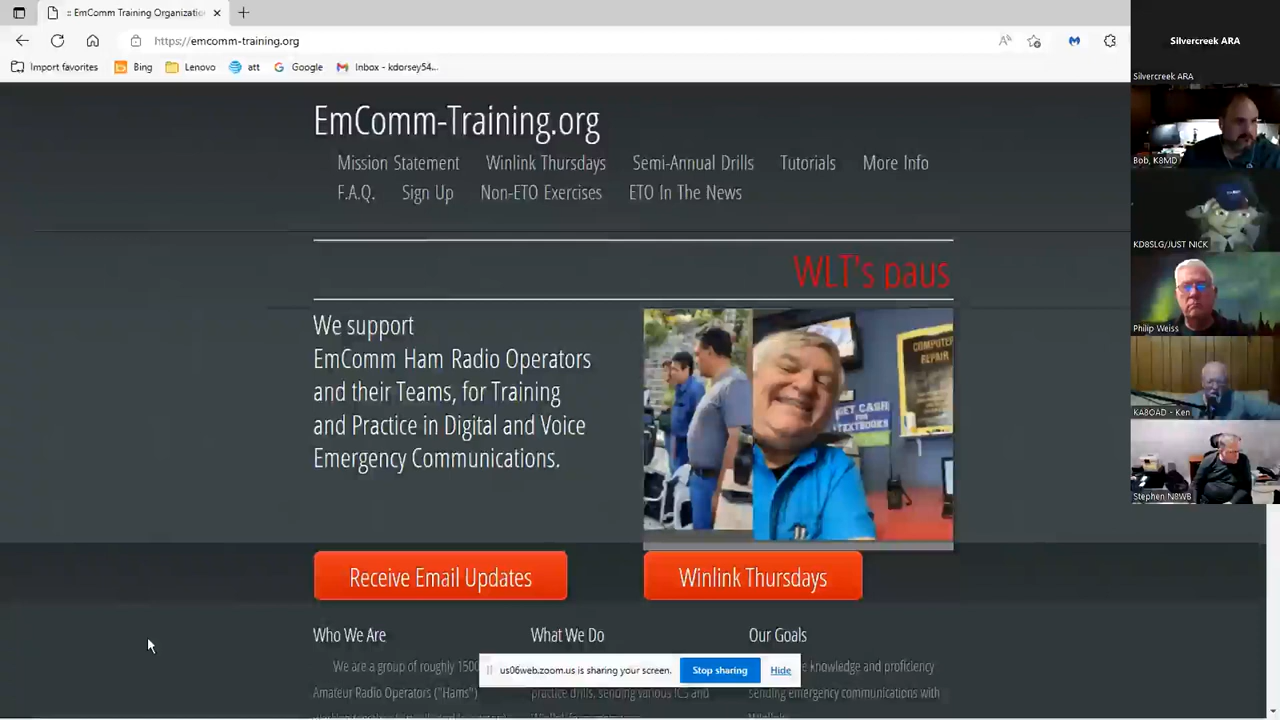 :: EmComm Training Organizatio
https://emcomm-training.org
Import favorites
Bing
Lenovo
att
Google
Inbox - kdorsey54...
EmComm-Training.org
Mission Statement Winlink Thursdays Semi-Annual Drills Tutorials More Info
F.A.Q. Sign Up Non-ETO Exercises ETO In The News
WLT's paus
We support
EmComm Ham Radio Operators
and their Teams, for Training
and Practice in Digital and Voice
Emergency Communications.
COMPUTER
REPAIR
GET CASH
FOR
TEXTBOOKS
Receive Email Updates
Winlink Thursdays
Who We Are
We are a group of roughly 1500
Amateur Radio Operators ("Hams")
What We Do
practice drills, sending various ICS and
Our Goals
knowledge and proficiency
sending emergency communications with
us06web.zoom.us is sharing your screen.
Stop sharing
Hide
Silvercreek ARA
Silvercreek ARA
Bob, K8MD
KD8SLG/JUST NICK
Philip Weiss
KA8OAD - Ken
Stephen N8WB